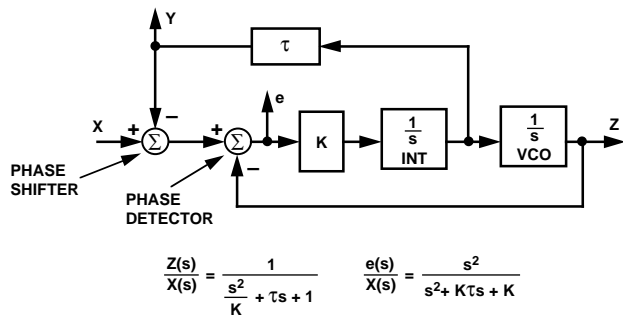 Y
τ
e
X + − Σ + − Σ K 1/s INT 1/s VCO Z
PHASE SHIFTER
PHASE DETECTOR
Z(s)/X(s) = 1/(s²/K + τs + 1)
e(s)/X(s) = s²/(s² + Kτs + K)